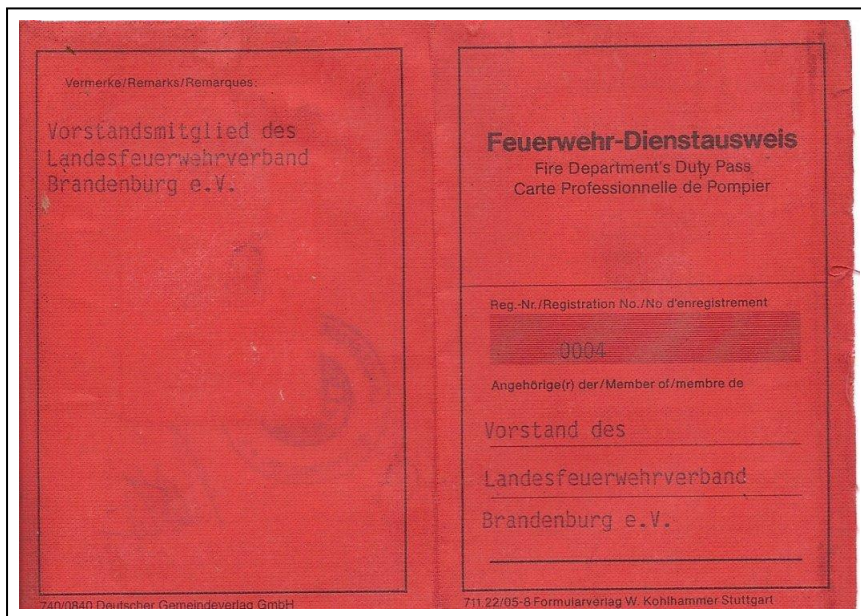 Vermerke/Remarks/Remarques:
Vorstandsmitglied des
Landesfeuerwehrverband
Brandenburg e.V.
740/0840 Deutscher Gemeindeverlag GmbH
Feuerwehr-Dienstausweis
Fire Department's Duty Pass
Carte Professionnelle de Pompier
Reg.-Nr./Registration No./No d'enregistrement
0004
Angehörige(r) der/Member of/membre de
Vorstand des
Landesfeuerwehrverband
Brandenburg e.V.
711.22/05-8 Formularverlag W. Kohlhammer Stuttgart